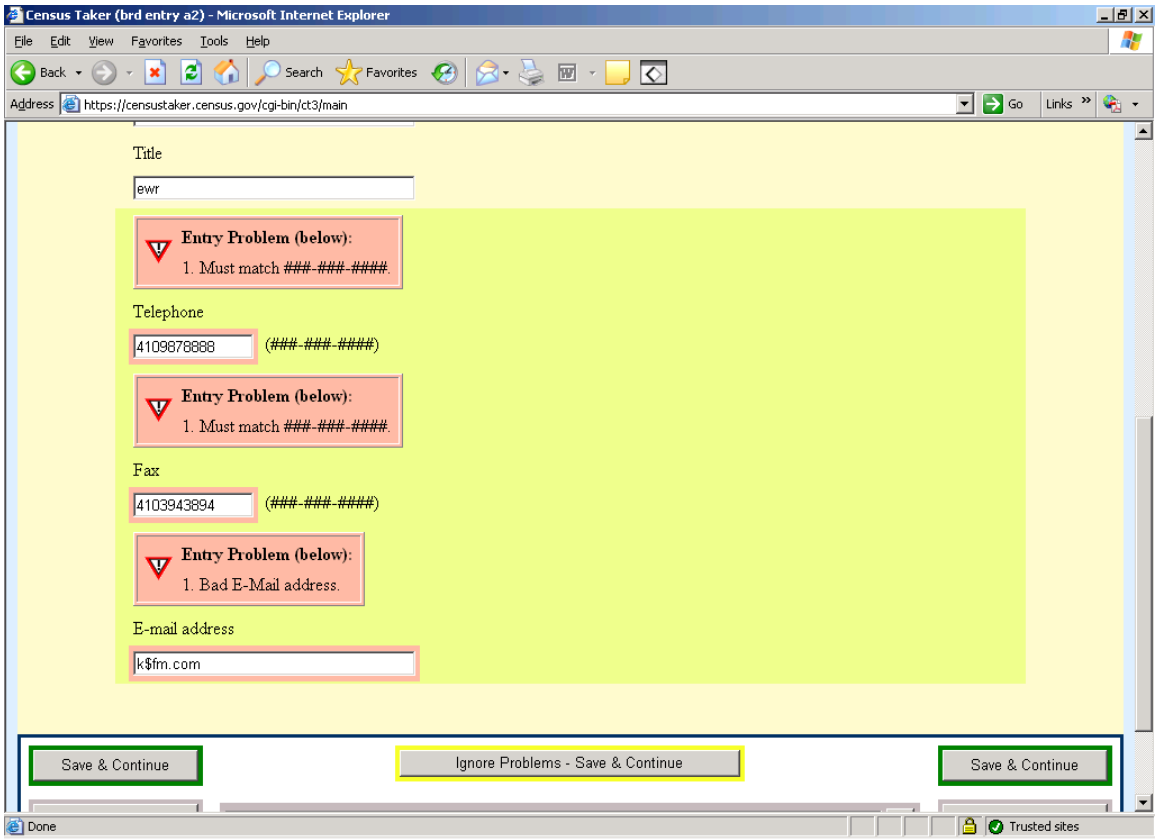 Census Taker (brd entry a2) - Microsoft Internet Explorer
File Edit View Favorites Tools Help
Back Search Favorites
Address https://censustaker.census.gov/cgi-bin/ct3/main Go Links »
Title
ewr
Entry Problem (below):
1. Must match ###-###-####.
Telephone
4109878888 (###-###-####)
Entry Problem (below):
1. Must match ###-###-####.
Fax
4103943894 (###-###-####)
Entry Problem (below):
1. Bad E-Mail address.
E-mail address
k$fm.com
Save & Continue Ignore Problems - Save & Continue Save & Continue
Done Trusted sites